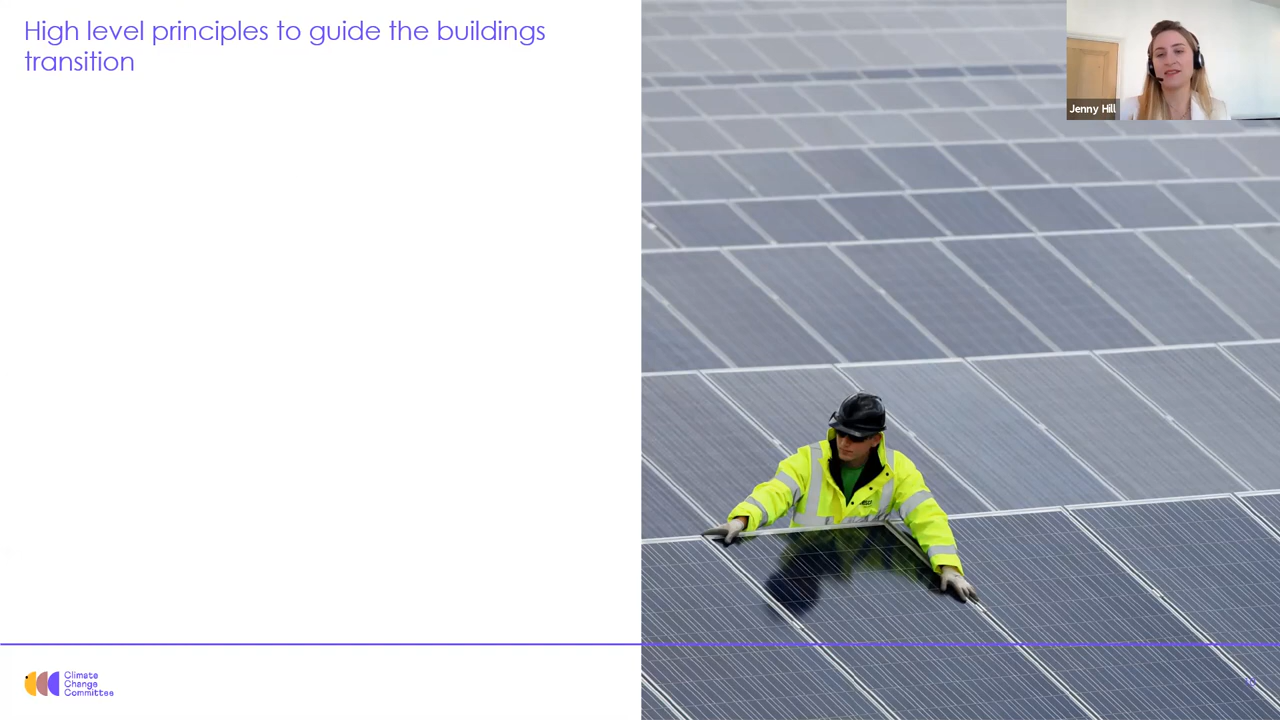 High level principles to guide the buildings
transition
Jenny Hill
Climate
Change
Committee